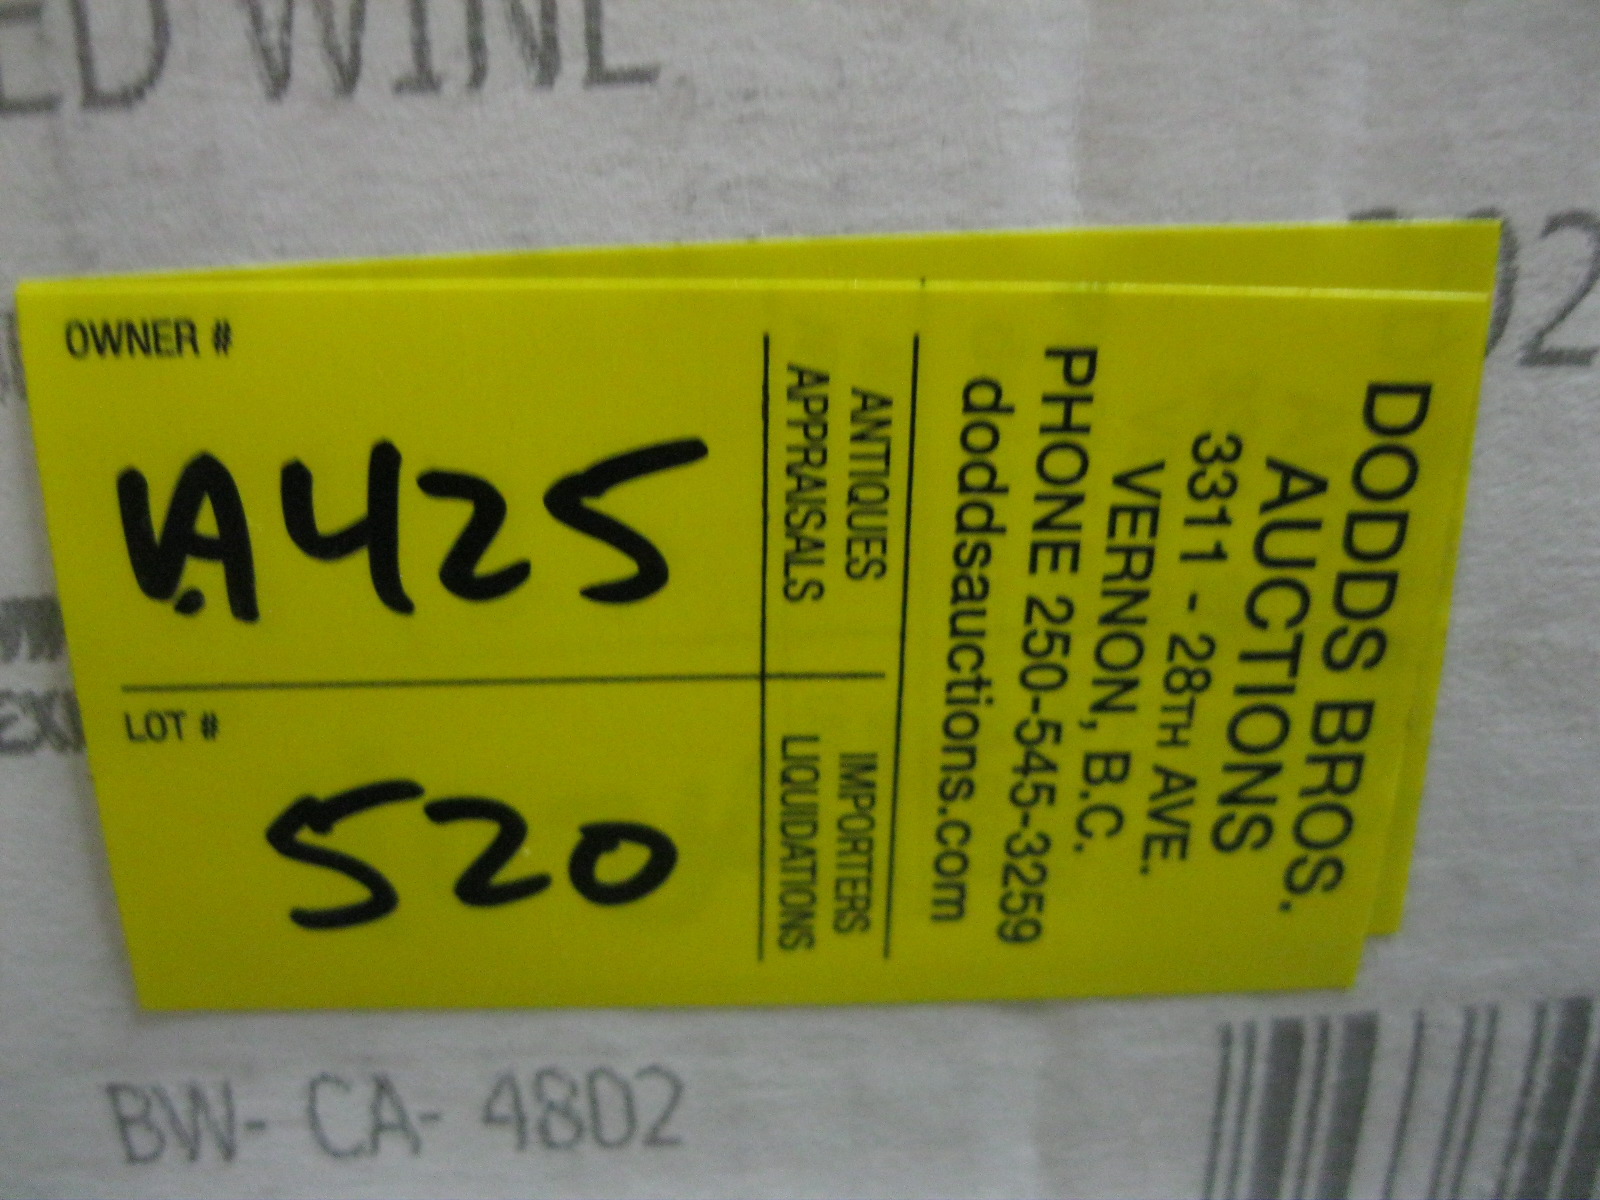 ED WINE
DODDS BROS.
AUCTIONS
3311 - 28TH AVE.
VERNON, B.C.
PHONE 250-545-3259
doddsauctions.com
ANTIQUES
APPRAISALS
IMPORTERS
LIQUIDATIONS
OWNER #
A425
LOT #
520
BW- CA- 4802